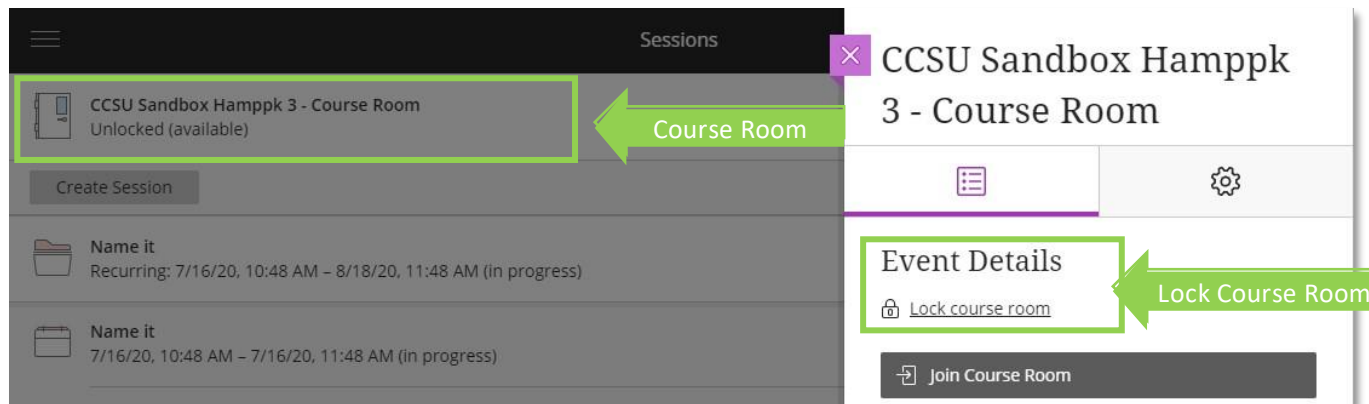 Sessions
CCSU Sandbox Hamppk 3 - Course Room
Unlocked (available)
Course Room
Create Session
Name it
Recurring: 7/16/20, 10:48 AM – 8/18/20, 11:48 AM (in progress)
Name it
7/16/20, 10:48 AM – 7/16/20, 11:48 AM (in progress)
CCSU Sandbox Hamppk
3 - Course Room
Event Details
Lock course room
Lock Course Room
Join Course Room